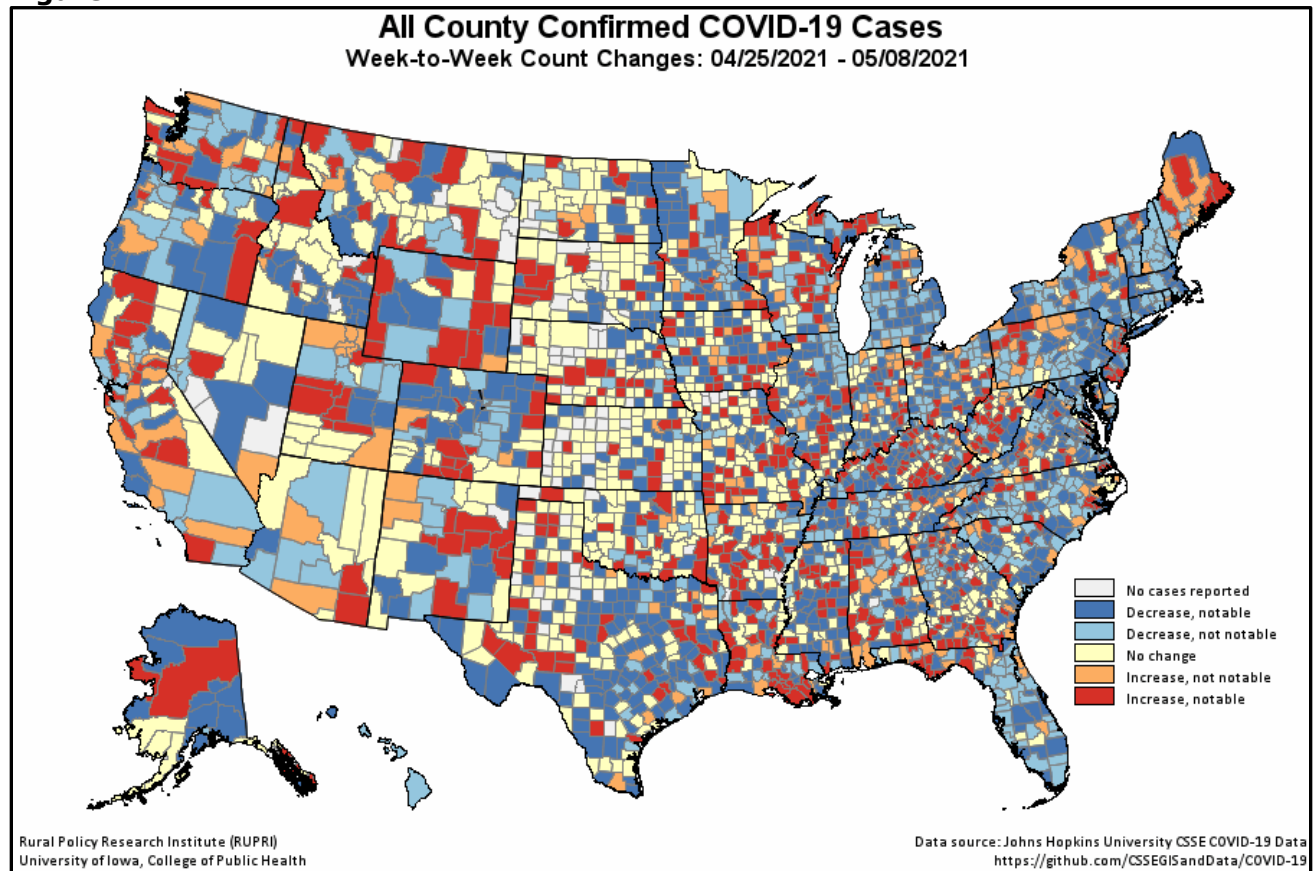 All County Confirmed COVID-19 Cases
Week-to-Week Count Changes: 04/25/2021 - 05/08/2021
No cases reported
Decrease, notable
Decrease, not notable
No change
Increase, not notable
Increase, notable
Rural Policy Research Institute (RUPRI)
University of Iowa, College of Public Health
Data source: Johns Hopkins University CSSE COVID-19 Data
https://github.com/CSSEGISandData/COVID-19